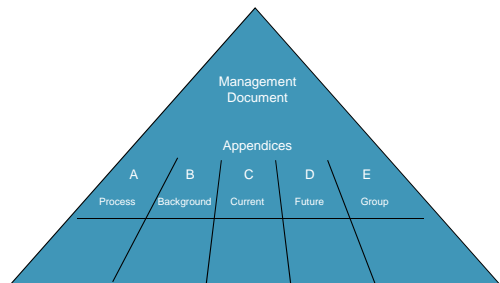 Management
Document
Appendices
A B C D E
Process Background Current Future Group